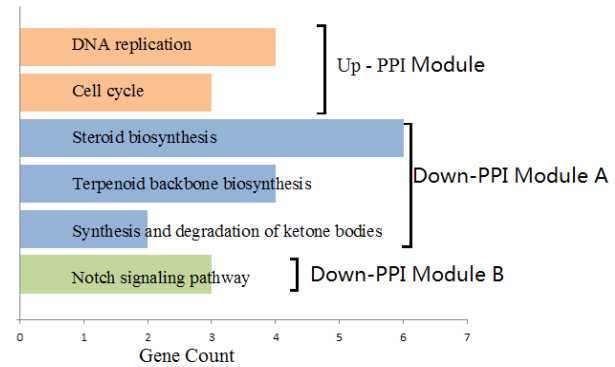 DNA replication
Up - PPI Module
Cell cycle
Steroid biosynthesis
Terpenoid backbone biosynthesis
Down-PPI Module A
Synthesis and degradation of ketone bodies
Notch signaling pathway
Down-PPI Module B
0 1 2 3 4 5 6 7
Gene Count